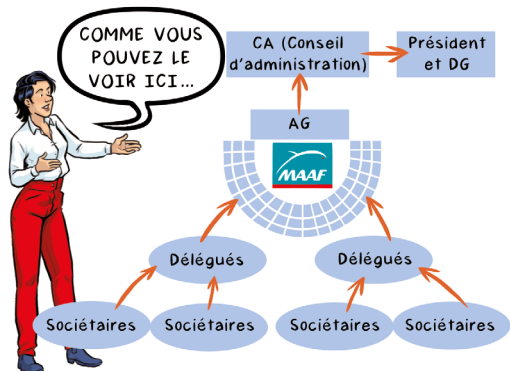 COMME VOUS
POUVEZ LE
VOIR ICI...
CA (Conseil
d'administration)
Président
et DG
AG
MAAF
Délégués
Délégués
Sociétaires
Sociétaires
Sociétaires
Sociétaires